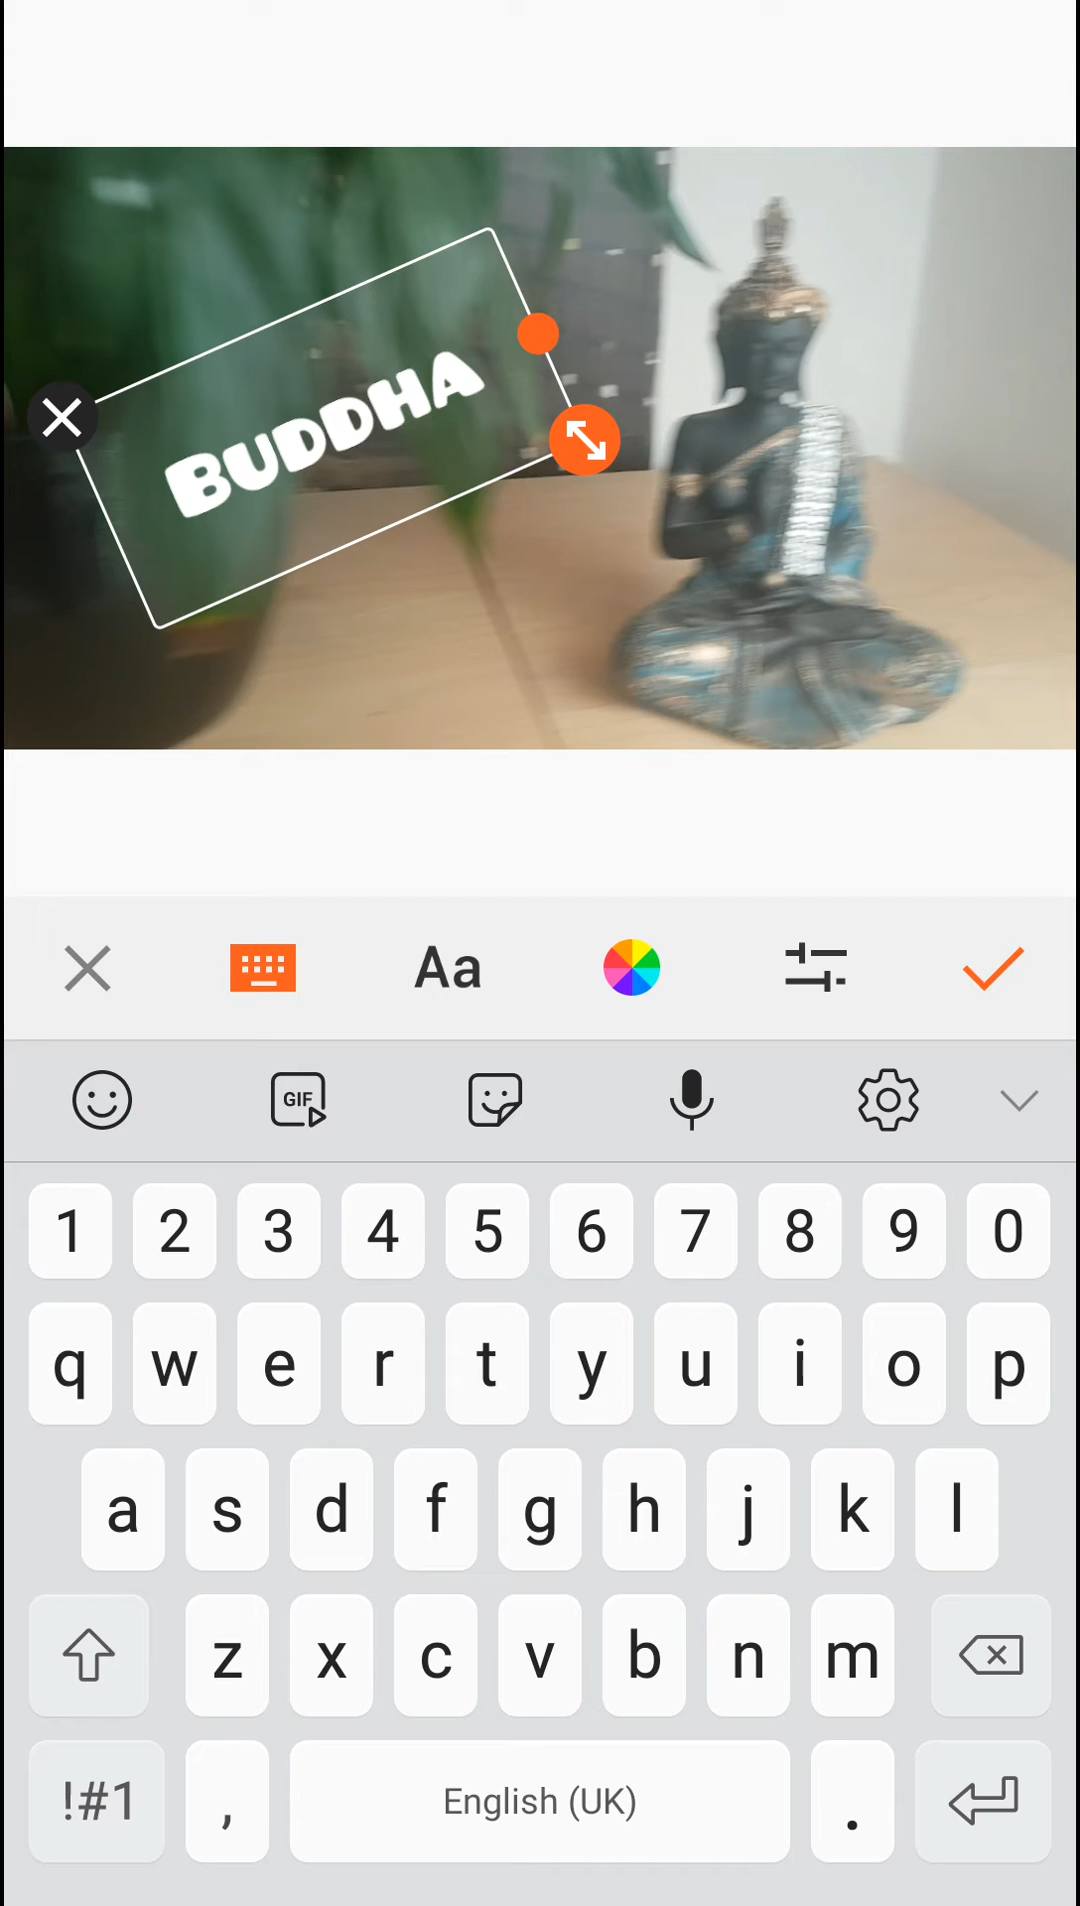 BUDDHA
Aa
GIF
1 2 3 4 5 6 7 8 9 0
q w e r t y u i o p
a s d f g h j k l
z x c v b n m
!#1 , English (UK) .